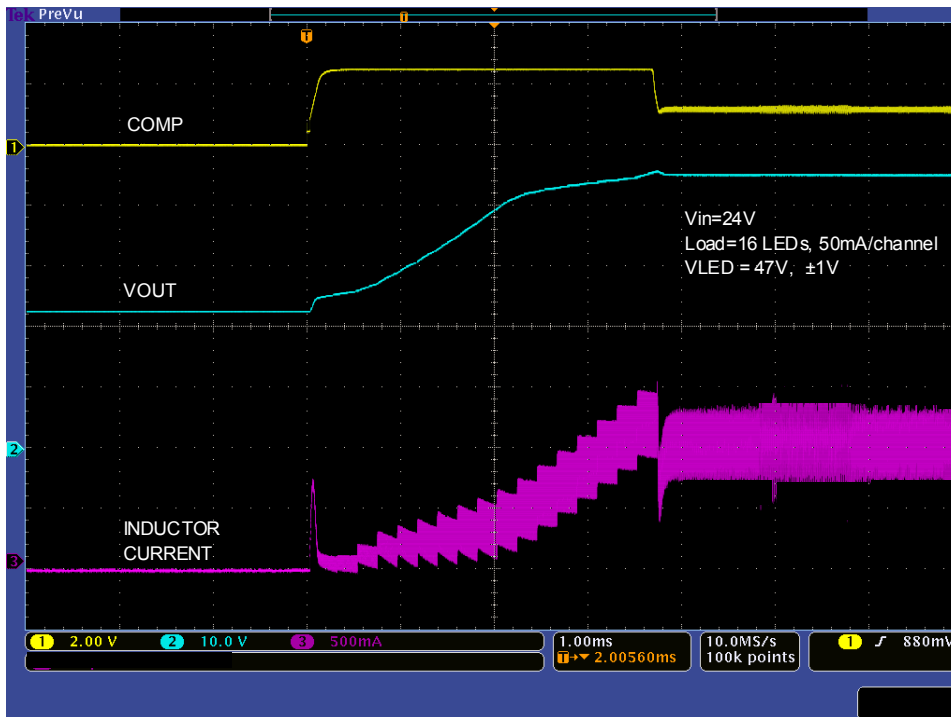 Tek PreVu
T
T
COMP
1
Vin=24V
Load=16 LEDs, 50mA/channel
VLED = 47V, ±1V
VOUT
2
INDUCTOR
CURRENT
3
1 2.00 V 2 10.0 V 3 500mA
1.00ms
T→▼ 2.00560ms
10.0MS/s
100k points
1 ʃ 880mV